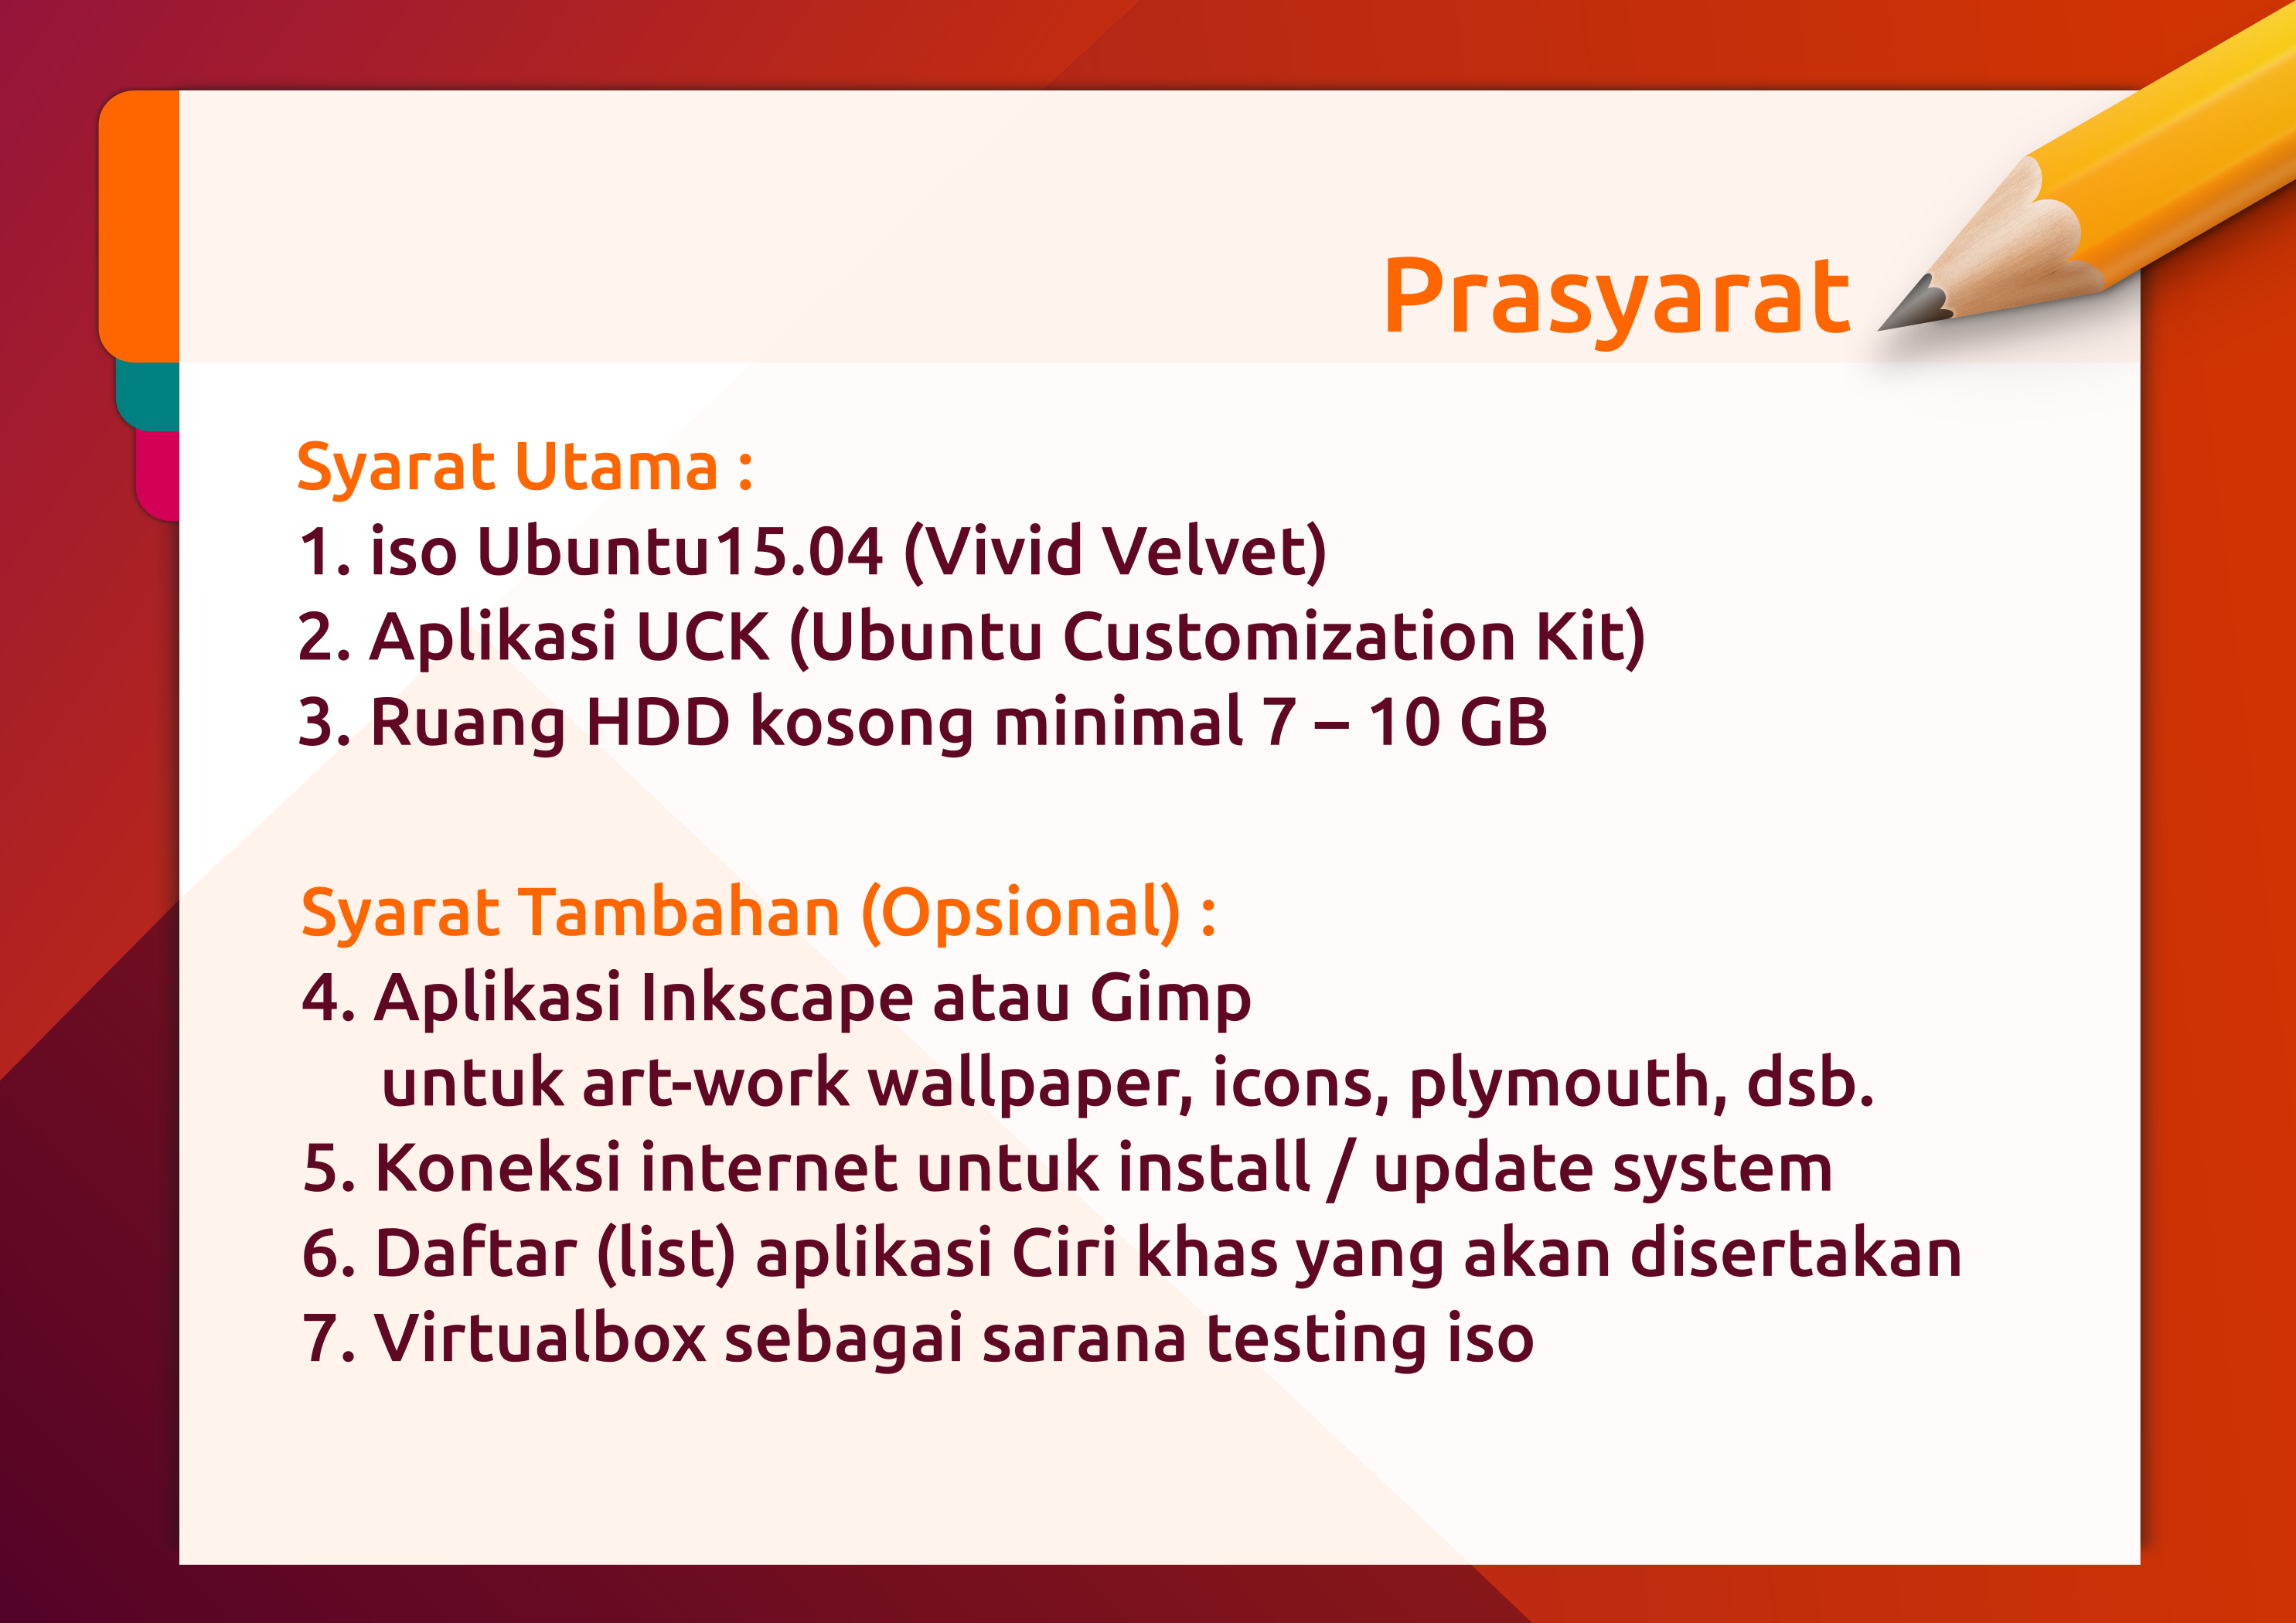 Prasyarat
Syarat Utama :
1. iso Ubuntu15.04 (Vivid Velvet)
2. Aplikasi UCK (Ubuntu Customization Kit)
3. Ruang HDD kosong minimal 7 – 10 GB
Syarat Tambahan (Opsional) :
4. Aplikasi Inkscape atau Gimp
untuk art-work wallpaper, icons, plymouth, dsb.
5. Koneksi internet untuk install / update system
6. Daftar (list) aplikasi Ciri khas yang akan disertakan
7. Virtualbox sebagai sarana testing iso